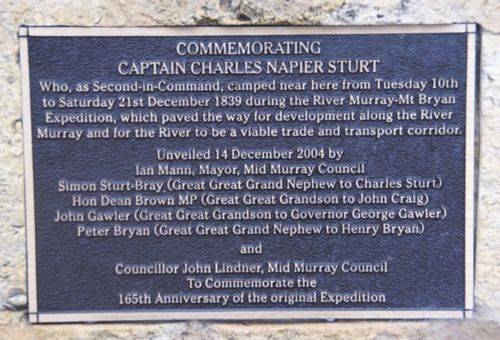 COMMEMORATING
CAPTAIN CHARLES NAPIER STURT
Who, as Second-in-Command, camped near here from Tuesday 10th
to Saturday 21st December 1839 during the River Murray-Mt Bryan
Expedition, which paved the way for development along the River
Murray and for the River to be a viable trade and transport corridor.
Unveiled 14 December 2004 by
Ian Mann, Mayor, Mid Murray Council
Simon Sturt-Bray (Great Great Grand Nephew to Charles Sturt)
Hon Dean Brown MP (Great Great Grandson to John Craig)
John Gawler (Great Great Grandson to Governor George Gawler)
Peter Bryan (Great Great Grand Nephew to Henry Bryan)
and
Councillor John Lindner, Mid Murray Council
To Commemorate the
165th Anniversary of the original Expedition